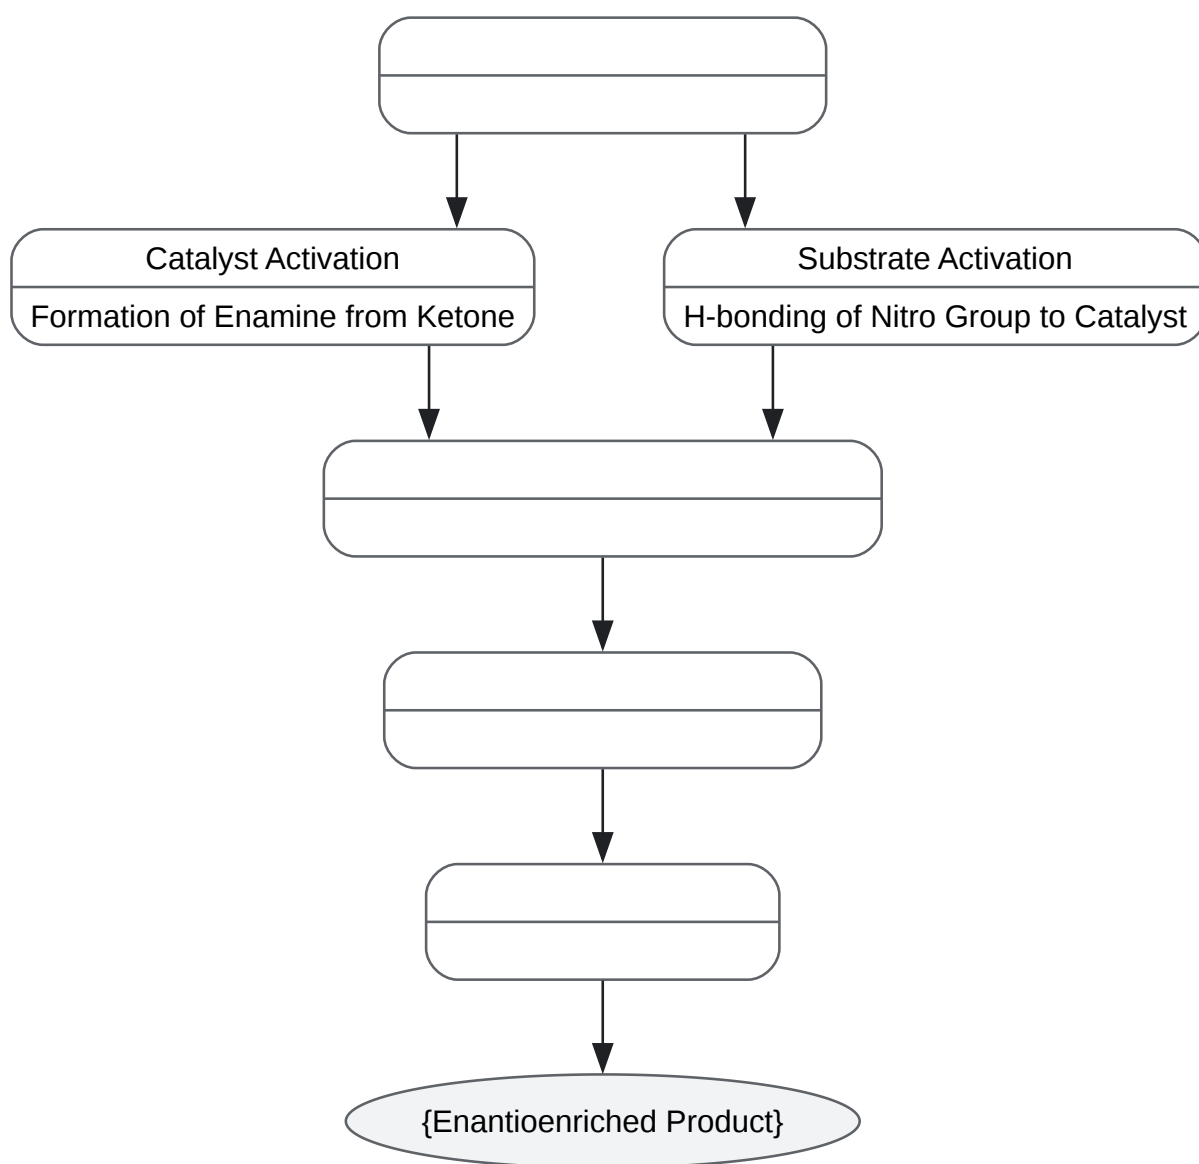 Catalyst Activation
Formation of Enamine from Ketone
Substrate Activation
H-bonding of Nitro Group to Catalyst
{Enantioenriched Product}